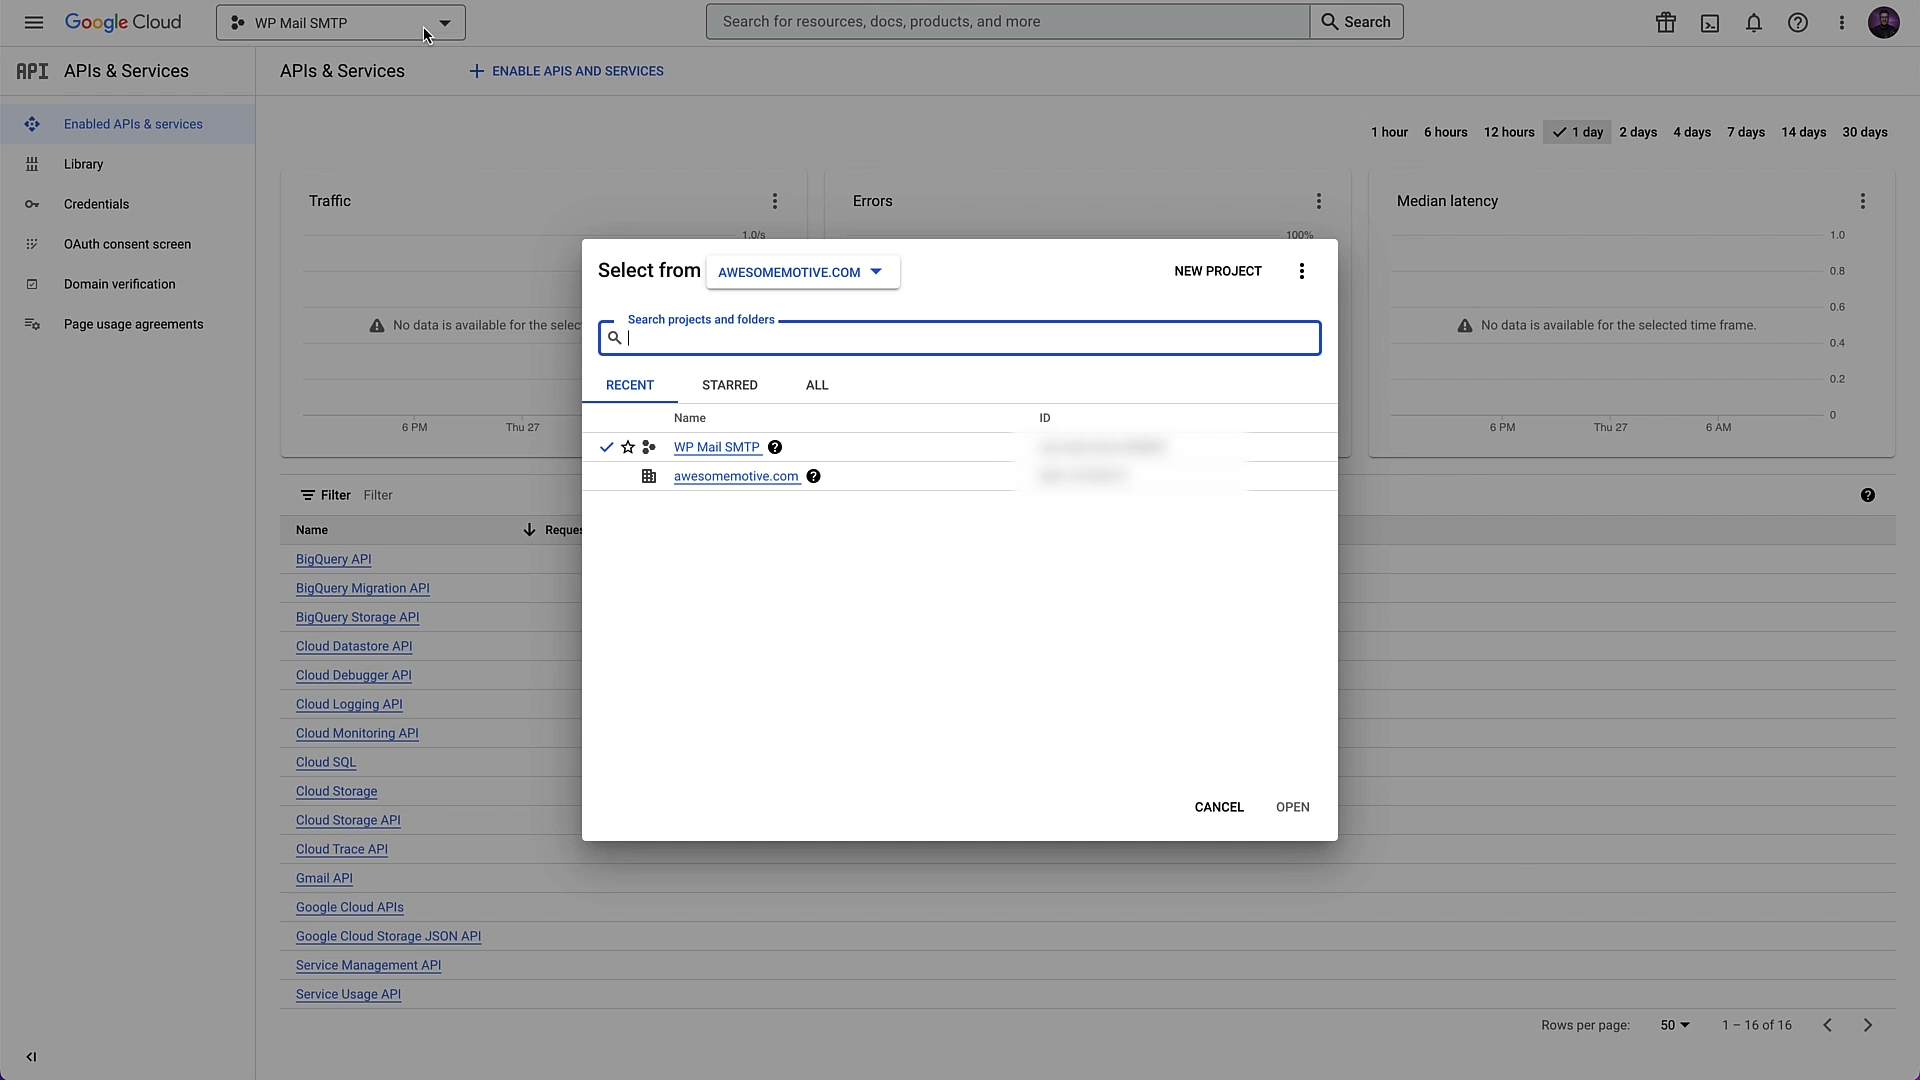 Google Cloud
WP Mail SMTP
Search for resources, docs, products, and more
Search
API
APIs & Services
APIs & Services
ENABLE APIS AND SERVICES
Enabled APIs & services
Library
Credentials
OAuth consent screen
Domain verification
Page usage agreements
1 hour 6 hours 12 hours 1 day 2 days 4 days 7 days 14 days 30 days
Traffic
1.0/s
No data is available for the selec
6 PM Thu 27
Errors
100%
Median latency
1.0
0.8
0.6
No data is available for the selected time frame.
0.4
0.2
0
6 PM Thu 27 6 AM
Select from
AWESOMEMOTIVE.COM
NEW PROJECT
Search projects and folders
RECENT STARRED ALL
Name ID
WP Mail SMTP
awesomemotive.com
CANCEL OPEN
Filter Filter
Name Reques
BigQuery API
BigQuery Migration API
BigQuery Storage API
Cloud Datastore API
Cloud Debugger API
Cloud Logging API
Cloud Monitoring API
Cloud SQL
Cloud Storage
Cloud Storage API
Cloud Trace API
Gmail API
Google Cloud APIs
Google Cloud Storage JSON API
Service Management API
Service Usage API
Rows per page: 50 1 – 16 of 16